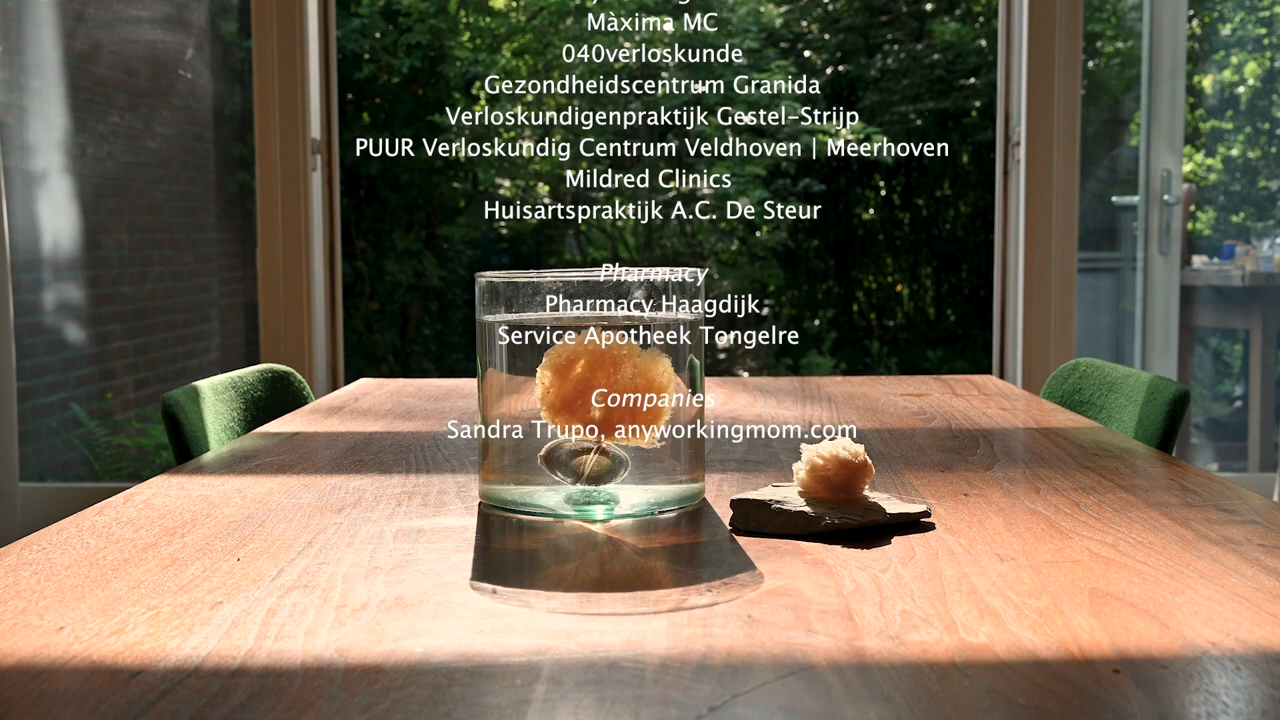 Màxima MC
040verloskunde
Gezondheidscentrum Granida
Verloskundigenpraktijk Gestel-Strijp
PUUR Verloskundig Centrum Veldhoven | Meerhoven
Mildred Clinics
Huisartspraktijk A.C. De Steur
Pharmacy
Pharmacy Haagdijk
Service Apotheek Tongelre
Companies
Sandra Trupo, anyworkingmom.com